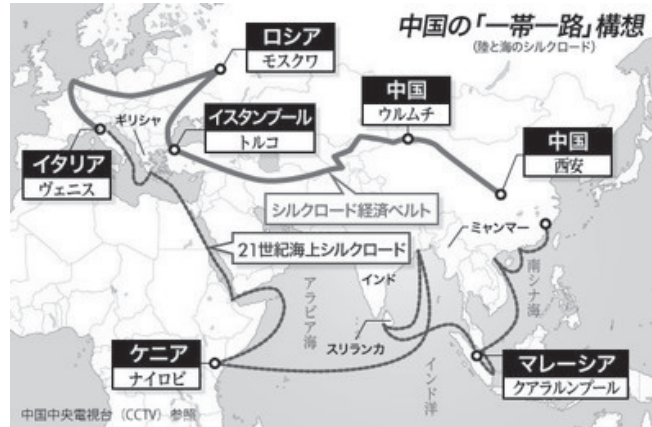 中国の「一帯一路」構想
（陸と海のシルクロード）
ロシア
モスクワ
中国
ウルムチ
ギリシャ
イスタンブール
トルコ
中国
西安
イタリア
ヴェニス
シルクロード経済ベルト
ミャンマー
21世紀海上シルクロード
インド
アラビア海
南シナ海
スリランカ
ケニア
ナイロビ
インド洋
マレーシア
クアラルンプール
中国中央電視台（CCTV）参照